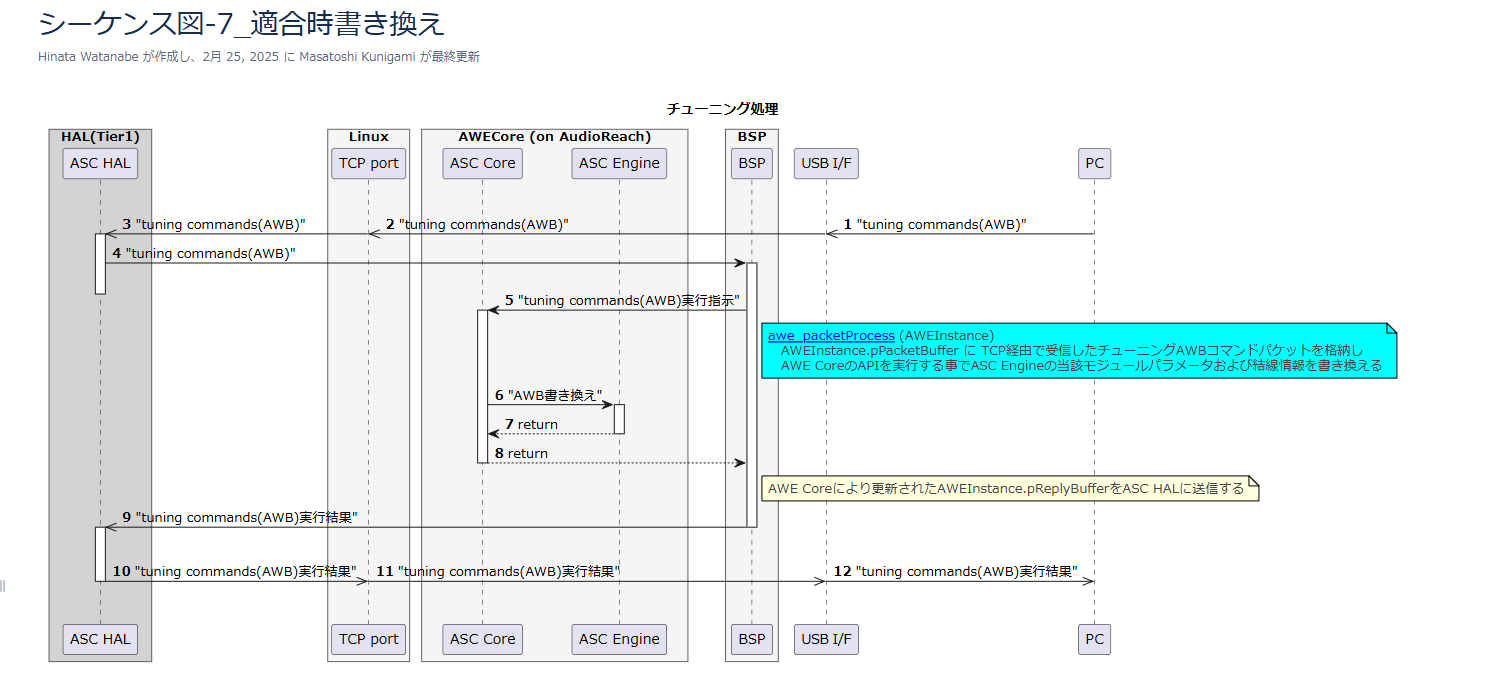 シーケンス図-7_適合時書き換え
Hinata Watanabe が作成し、2月 25, 2025 に Masatoshi Kunigami が最終更新
チューニング処理
HAL(Tier1)
Linux
AWECore (on AudioReach)
BSP
ASC HAL
TCP port
ASC Core
ASC Engine
BSP
USB I/F
PC
1 "tuning commands(AWB)"
2 "tuning commands(AWB)"
3 "tuning commands(AWB)"
4 "tuning commands(AWB)"
5 "tuning commands(AWB)実行指示"
awe_packetProcess (AWEInstance)
AWEInstance.pPacketBuffer に TCP経由で受信したチューニングAWBコマンドパケットを格納し
AWE CoreのAPIを実行する事でASC Engineの当該モジュールパラメータおよび結線情報を書き換える
6 "AWB書き換え"
7 return
8 return
AWE Coreにより更新されたAWEInstance.pReplyBufferをASC HALに送信する
9 "tuning commands(AWB)実行結果"
10 "tuning commands(AWB)実行結果"
11 "tuning commands(AWB)実行結果"
12 "tuning commands(AWB)実行結果"
ASC HAL
TCP port
ASC Core
ASC Engine
BSP
USB I/F
PC